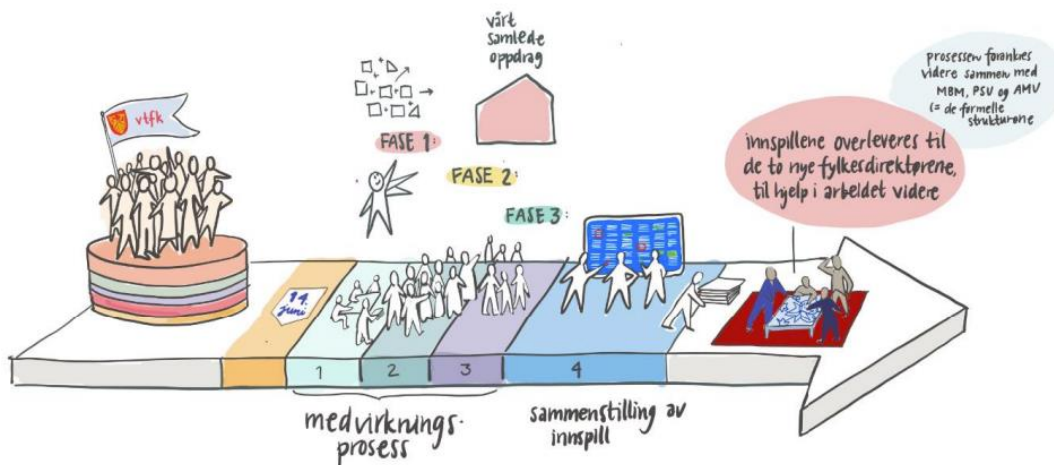 vtfk
14.
juni
FASE 1:
FASE 2:
FASE 3:
vårt
samlede
oppdrag
innspillene overleveres til
de to nye fylkesdirektørene,
til hjelp i arbeidet videre
prosessen forankres
videre sammen med
MBM, PSU og AMU
(= de formelle
strukturene
1
2
3
4
medvirknings-
prosess
sammenstilling av
innspill